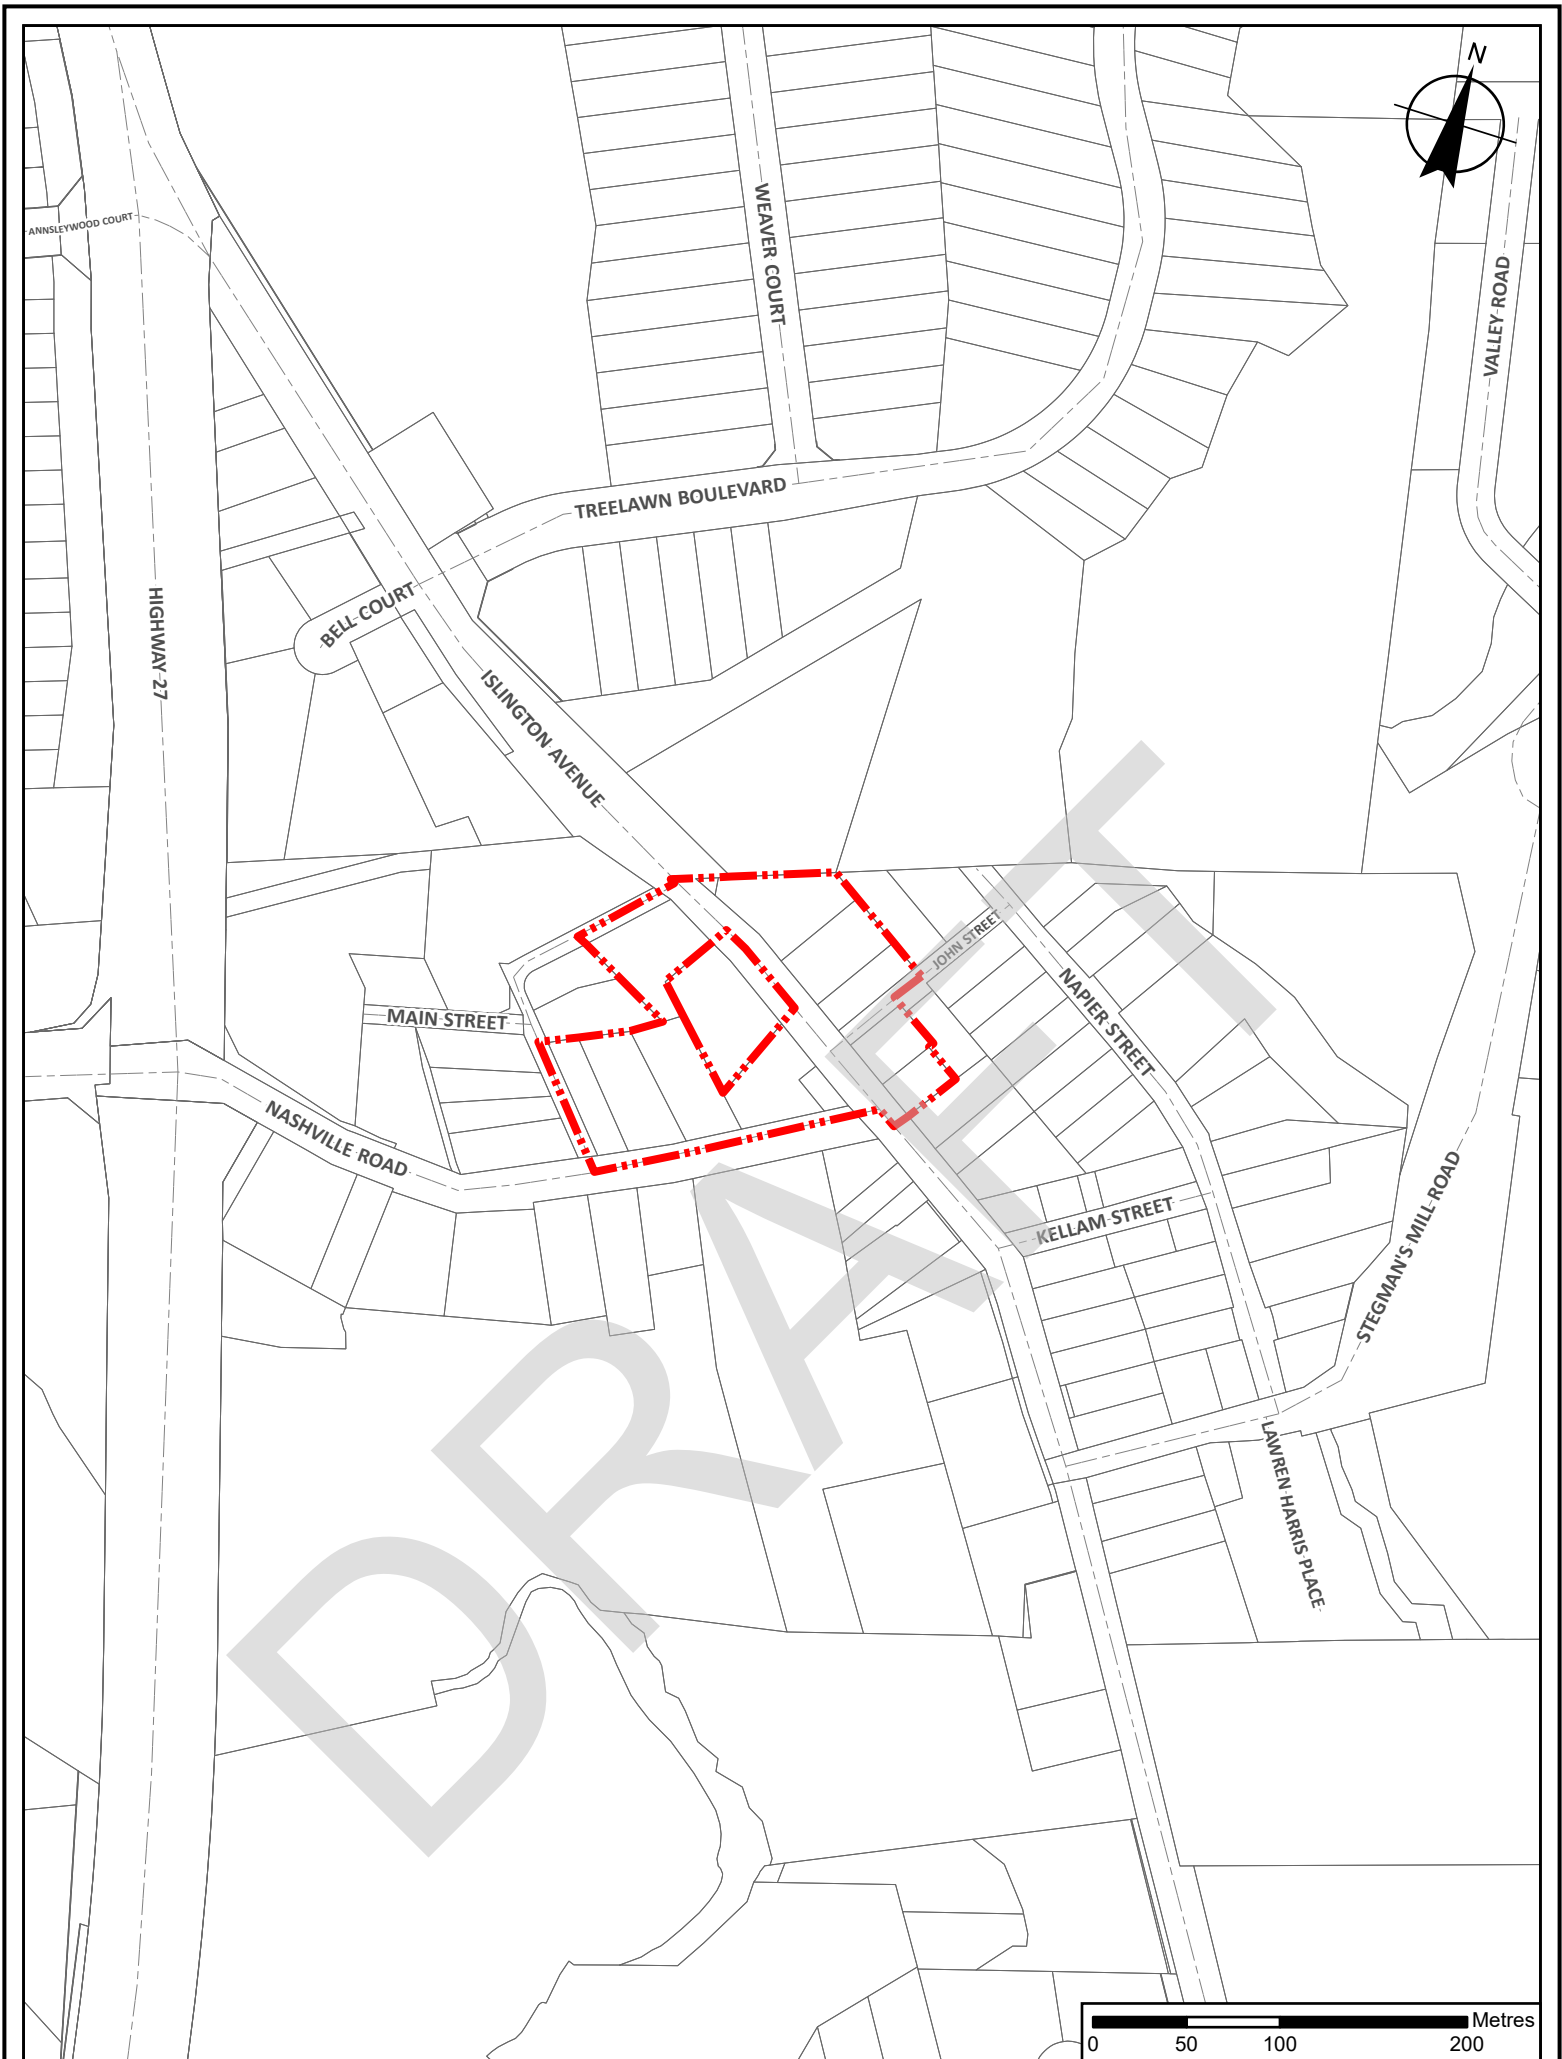 N
ANNSLEYWOOD COURT
WEAVER COURT
VALLEY ROAD
TREELAWN BOULEVARD
HIGHWAY 27
BELL COURT
ISLINGTON AVENUE
JOHN STREET
NAPIER STREET
MAIN STREET
NASHVILLE ROAD
KELLAM STREET
STEGMAN'S MILL ROAD
LAWREN HARRIS PLACE
DRAFT
Metres
0 50 100 200